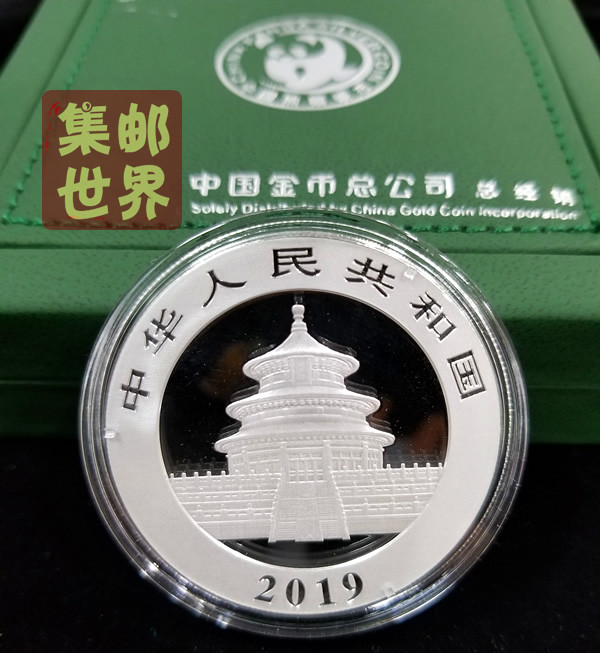 集邮
世界
中国金币总公司 总经销
Solely Distributed by China Gold Coin Incorporation
中华人民共和国
2019